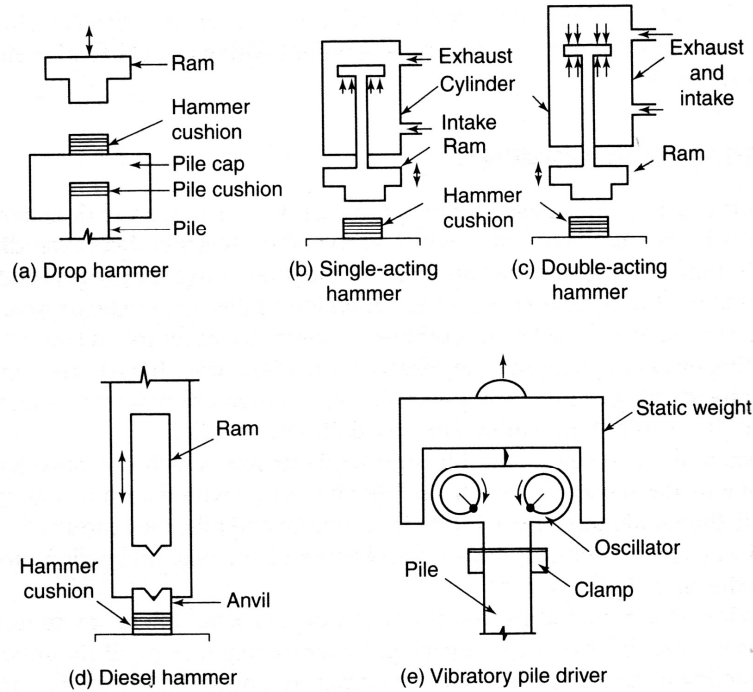 Ram
Hammer
cushion
Pile cap
Pile cushion
Pile
(a) Drop hammer
Exhaust
Cylinder
Intake
Ram
Hammer
cushion
(b) Single-acting
hammer
Exhaust
and
intake
Ram
(c) Double-acting
hammer
Ram
Hammer
cushion
Anvil
(d) Diesel hammer
Static weight
Oscillator
Pile
Clamp
(e) Vibratory pile driver